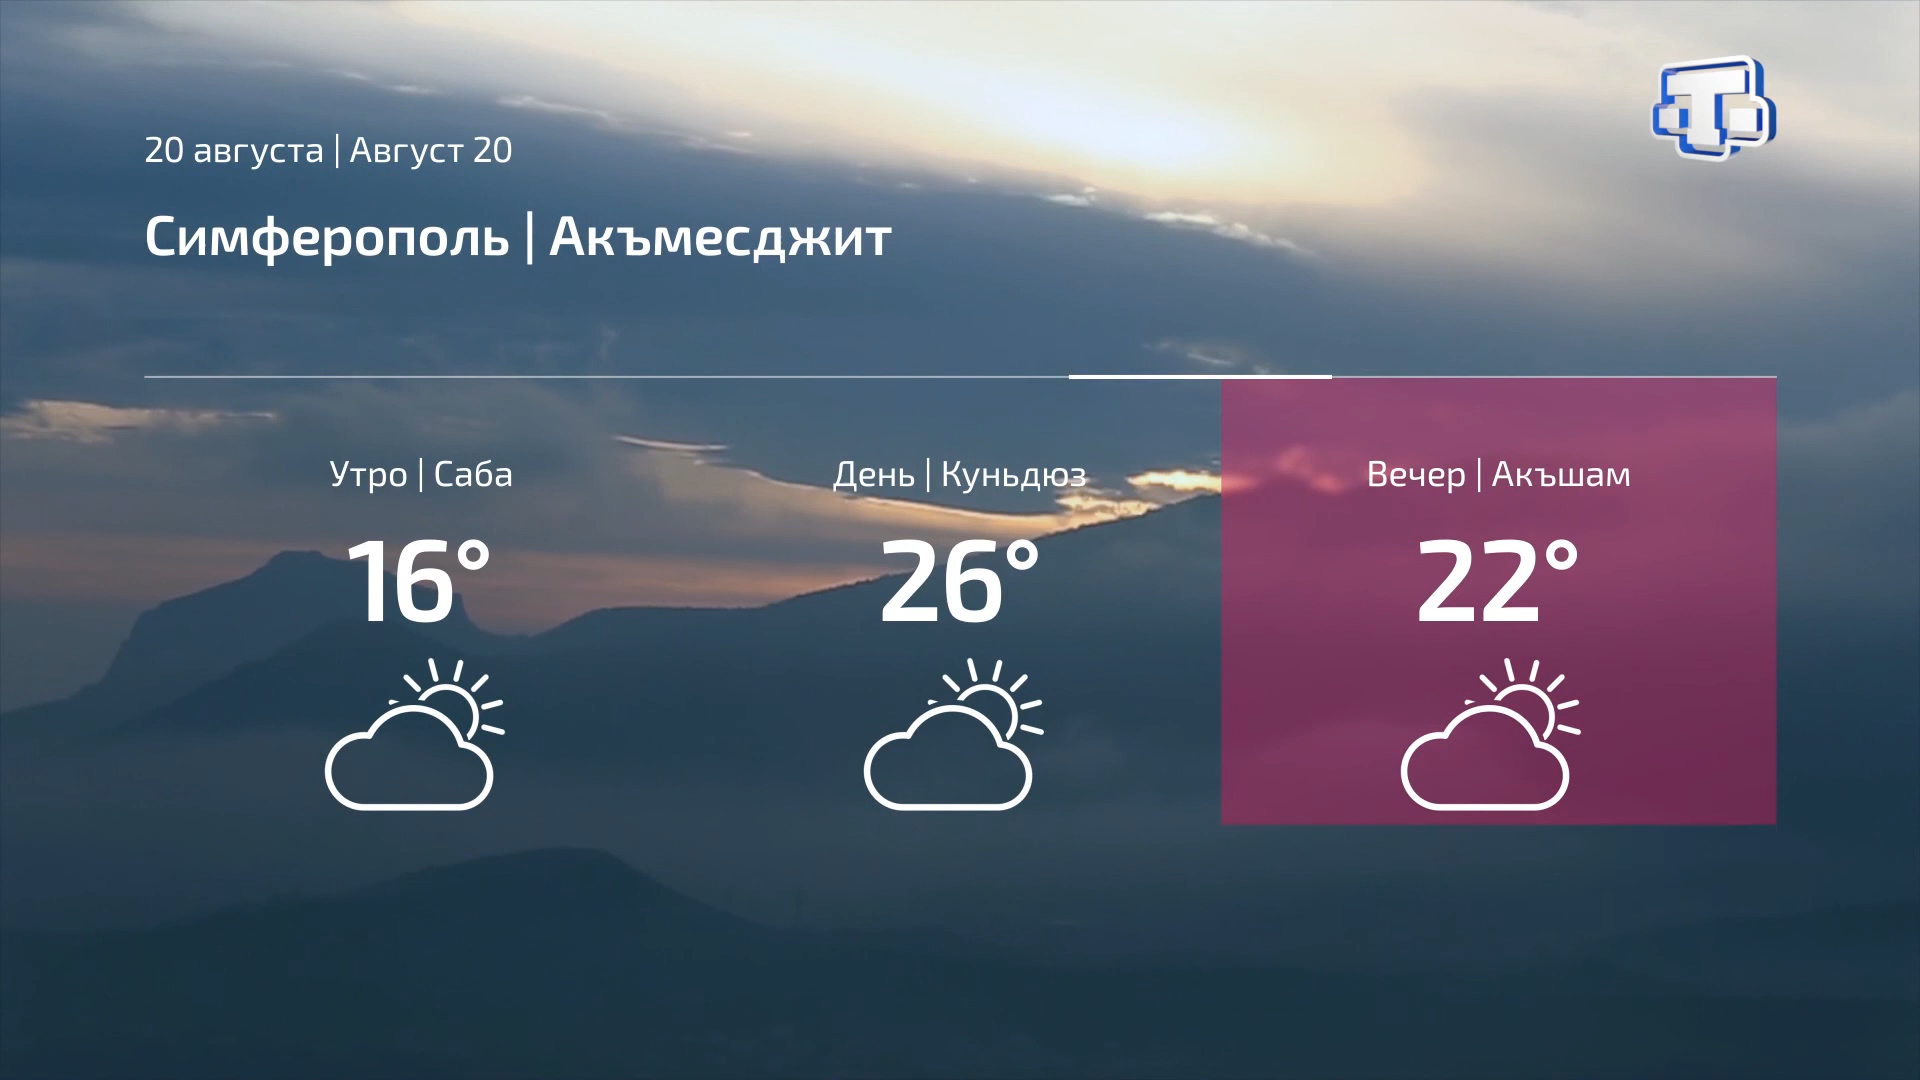 20 августа | Август 20
Симферополь | Акъмесджит
Утро | Саба
День | Куньдюз
Вечер | Акъшам
16°
26°
22°